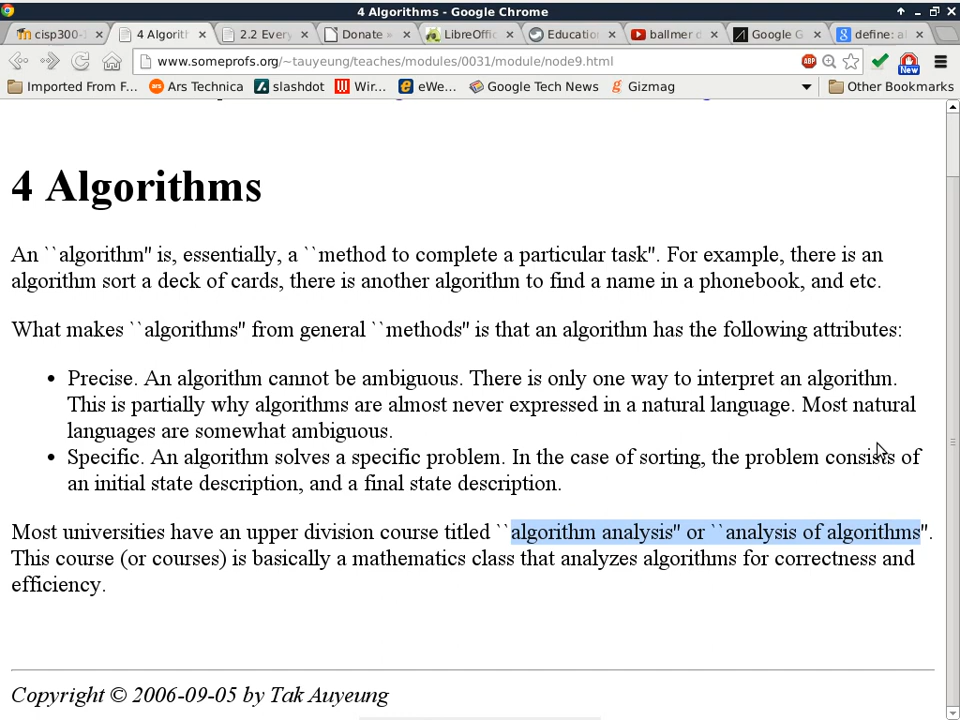 4 Algorithms - Google Chrome
cisp300- 4 Algorith 2.2 Every Donate LibreOffic Education ballmer d Google G define: al
www.someprofs.org/~tauyeung/teaches/modules/0031/module/node9.html ABP New
Imported From F... Ars Technica slashdot Wir... eWe... Google Tech News Gizmag Other Bookmarks
4 Algorithms
An ``algorithm'' is, essentially, a ``method to complete a particular task''. For example, there is an
algorithm sort a deck of cards, there is another algorithm to find a name in a phonebook, and etc.
What makes ``algorithms'' from general ``methods'' is that an algorithm has the following attributes:
• Precise. An algorithm cannot be ambiguous. There is only one way to interpret an algorithm.
This is partially why algorithms are almost never expressed in a natural language. Most natural
languages are somewhat ambiguous.
• Specific. An algorithm solves a specific problem. In the case of sorting, the problem consists of
an initial state description, and a final state description.
Most universities have an upper division course titled ``algorithm analysis'' or ``analysis of algorithms''.
This course (or courses) is basically a mathematics class that analyzes algorithms for correctness and
efficiency.
Copyright © 2006-09-05 by Tak Auyeung